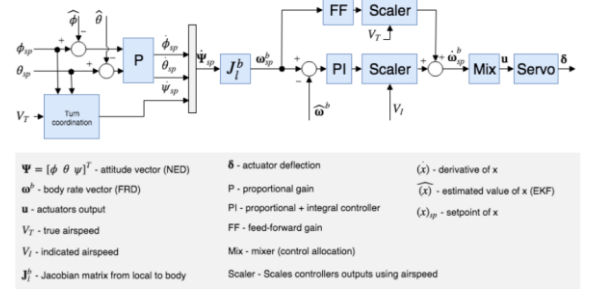 FF
Scaler
V_T
ϕ̂
θ̂
ϕ_sp
θ_sp
+
−
+
−
P
ϕ̇_sp
θ̇_sp
ψ̇_sp
Ψ̇_sp
J_l^b
ω_sp^b
+
−
PI
Scaler
+
+
ω̇_sp^b
Mix
u
Servo
δ
V_T
Turn
coordination
ω̂^b
V_I
Ψ = [ϕ θ ψ]^T - attitude vector (NED)
ω^b - body rate vector (FRD)
u - actuators output
V_T - true airspeed
V_I - indicated airspeed
J_l^b - Jacobian matrix from local to body
δ - actuator deflection
P - proportional gain
PI - proportional + integral controller
FF - feed-forward gain
Mix - mixer (control allocation)
Scaler - Scales controllers outputs using airspeed
(ẋ) - derivative of x
(x)̂ - estimated value of x (EKF)
(x)_sp - setpoint of x